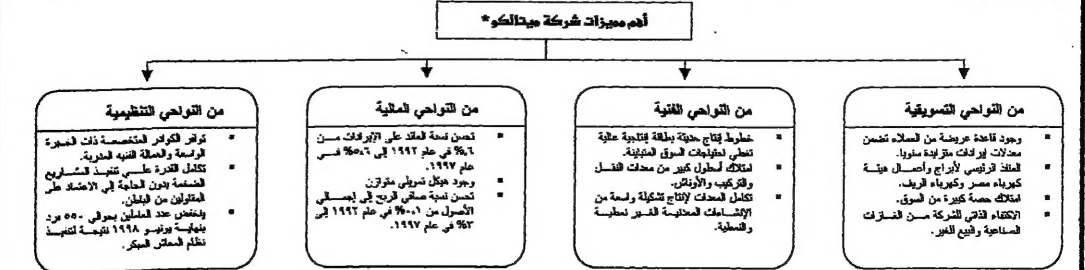 أهم مميزات شركة ميتالكو*
من النواحي التسويقية
▪ وجود قاعدة عريضة من العملاء تضمن
معدلات إيرادات متزايدة سنويا.
▪ المنفذ الرئيسي لأبراج وأعمال هيئة
كهرباء مصر وكهرباء الريف.
▪ امتلاك حصة كبيرة من السوق.
▪ الاكتفاء الذاتي للشركة من الغازات
الصناعية والبيع للغير.
من النواحي الفنية
▪ خطوط إنتاج حديثة بطاقة إنتاجية عالية
تغطي احتياجات السوق المتباينة.
▪ امتلاك أسطول كبير من معدات النقل
والتركيب والأوناش.
▪ تكامل المعدات لإنتاج تشكيلة واسعة من
الإنشاءات المعدنية الغير نمطية
والنمطية.
من النواحي المالية
▪ تحسن نسبة العائد على الإيرادات من
في عام ١٩٩٢ إلى ٥,٦% في
عام ١٩٩٧.
▪ وجود هيكل تمويلي متوازن
▪ تحسن نسبة صافي الربح إلى إجمالي
الأصول من ٠,١% في عام ١٩٩٢ إلى
٣% في عام ١٩٩٧.
من النواحي التنظيمية
▪ توافر الكوادر المتخصصة ذات الخبرة
الواسعة والعمالة الفنية المدربة.
▪ تكامل القدرة على تنفيذ المشاريع
الضخمة بدون الحاجة إلى الاعتماد على
المقاولين من الباطن.
▪ ينخفض عدد العاملين بحوالي ٥٥٠ فرد
بنهاية يونيو ١٩٩٨ نتيجة لتنفيذ
نظام المعاش المبكر.